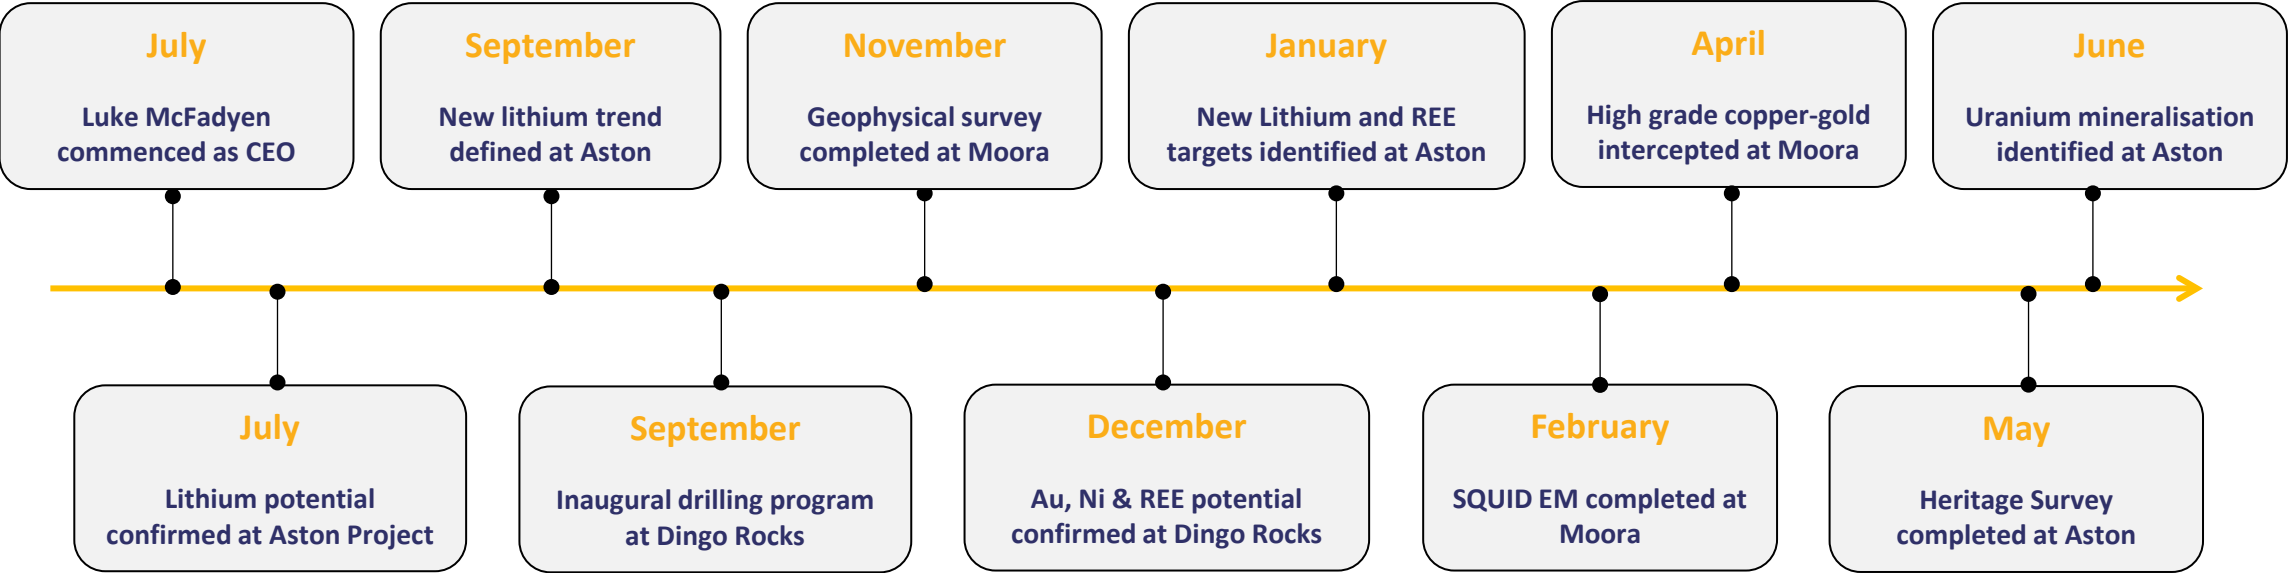 July
Luke McFadyen
commenced as CEO
September
New lithium trend
defined at Aston
November
Geophysical survey
completed at Moora
January
New Lithium and REE
targets identified at Aston
April
High grade copper-gold
intercepted at Moora
June
Uranium mineralisation
identified at Aston
July
Lithium potential
confirmed at Aston Project
September
Inaugural drilling program
at Dingo Rocks
December
Au, Ni & REE potential
confirmed at Dingo Rocks
February
SQUID EM completed at
Moora
May
Heritage Survey
completed at Aston